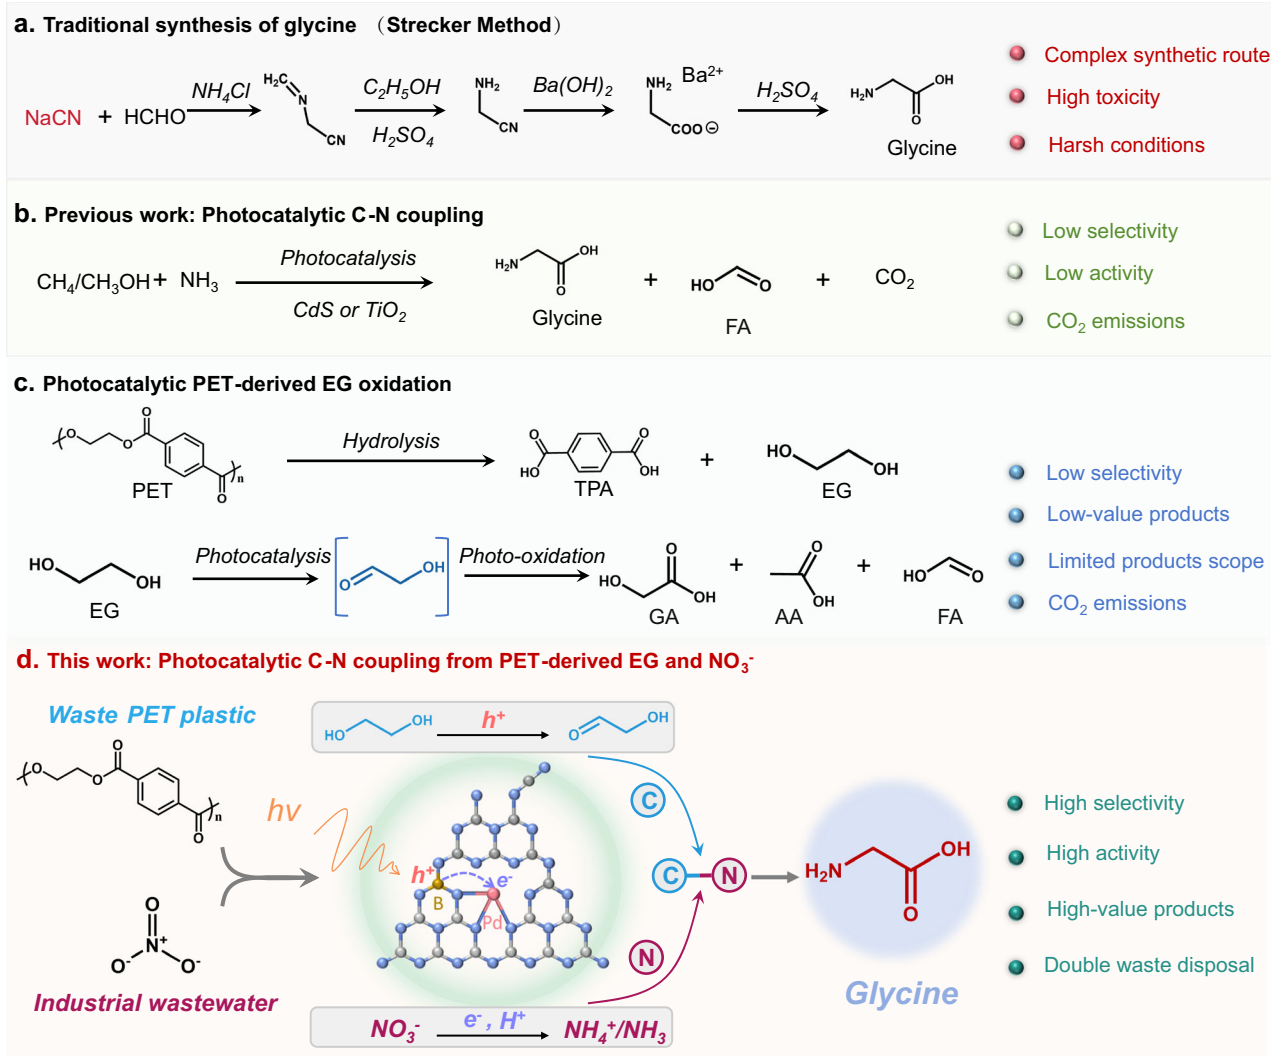 a. Traditional synthesis of glycine （Strecker Method）
NaCN + HCHO
NH₄Cl
H₂C N CN
C₂H₅OH
H₂SO₄
NH₂ CN
Ba(OH)₂
NH₂ Ba²⁺
COO⊖
H₂SO₄
H₂N OH O
Glycine
Complex synthetic route
High toxicity
Harsh conditions
b. Previous work: Photocatalytic C-N coupling
CH₄/CH₃OH + NH₃
Photocatalysis
CdS or TiO₂
H₂N OH O
Glycine
+
HO O
FA
+
CO₂
Low selectivity
Low activity
CO₂ emissions
c. Photocatalytic PET-derived EG oxidation
O O O O n
PET
Hydrolysis
O HO O OH
TPA
+
HO OH
EG
HO OH
EG
Photocatalysis
O OH
Photo-oxidation
HO O OH
GA
+
O OH
AA
+
HO O
FA
Low selectivity
Low-value products
Limited products scope
CO₂ emissions
d. This work: Photocatalytic C-N coupling from PET-derived EG and NO₃⁻
Waste PET plastic
O O O O n
O N⁺ O⁻ O⁻
Industrial wastewater
hv
HO OH h⁺ O OH
h⁺ e⁻
B
Pd
NO₃⁻ e⁻, H⁺ NH₄⁺/NH₃
C
C N
N
H₂N OH O
Glycine
High selectivity
High activity
High-value products
Double waste disposal